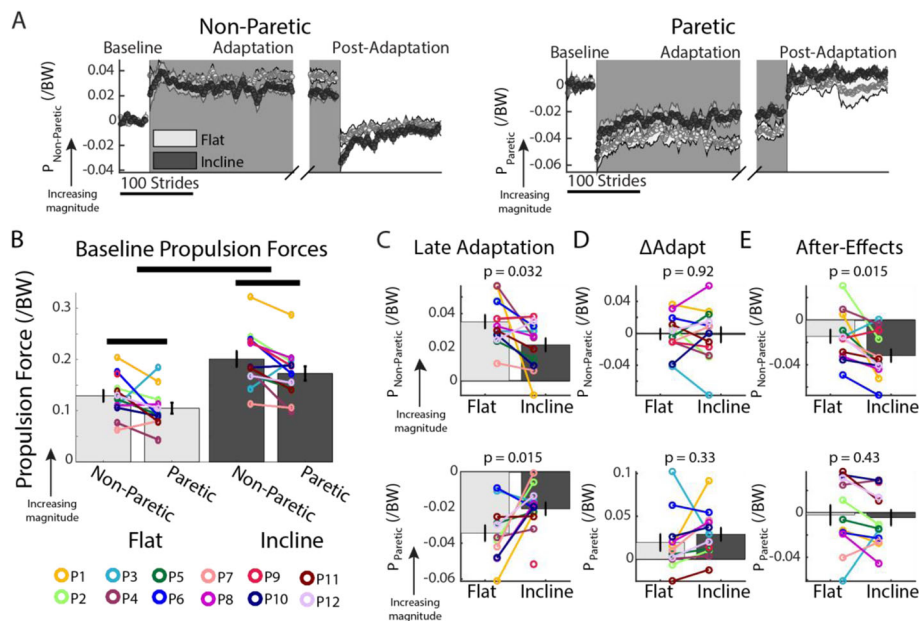 A
Non-Paretic
Baseline Adaptation Post-Adaptation
P Non-Paretic (/BW)
0.04
0.02
0
-0.02
-0.04
Flat
Incline
100 Strides
Increasing magnitude
Paretic
Baseline Adaptation Post-Adaptation
P Paretic (/BW)
0
-0.02
-0.04
-0.06
100 Strides
Increasing magnitude
B
Baseline Propulsion Forces
Propulsion Force (/BW)
0.3
0.2
0.1
0
Increasing magnitude
Non-Paretic
Paretic
Non-Paretic
Paretic
Flat
Incline
P1 P3 P5 P7 P9 P11
P2 P4 P6 P8 P10 P12
C
Late Adaptation
p = 0.032
P Non-Paretic (/BW)
0.06
0.04
0.02
0
Flat Incline
Increasing magnitude
p = 0.015
P Paretic (/BW)
0
-0.02
-0.04
-0.06
Flat Incline
Increasing magnitude
D
ΔAdapt
p = 0.92
P Non-Paretic (/BW)
0.04
0
-0.04
Flat Incline
p = 0.33
P Paretic (/BW)
0.1
0.05
0
Flat Incline
E
After-Effects
p = 0.015
P Non-Paretic (/BW)
0
-0.04
Flat Incline
p = 0.43
P Paretic (/BW)
0.04
0
-0.04
Flat Incline